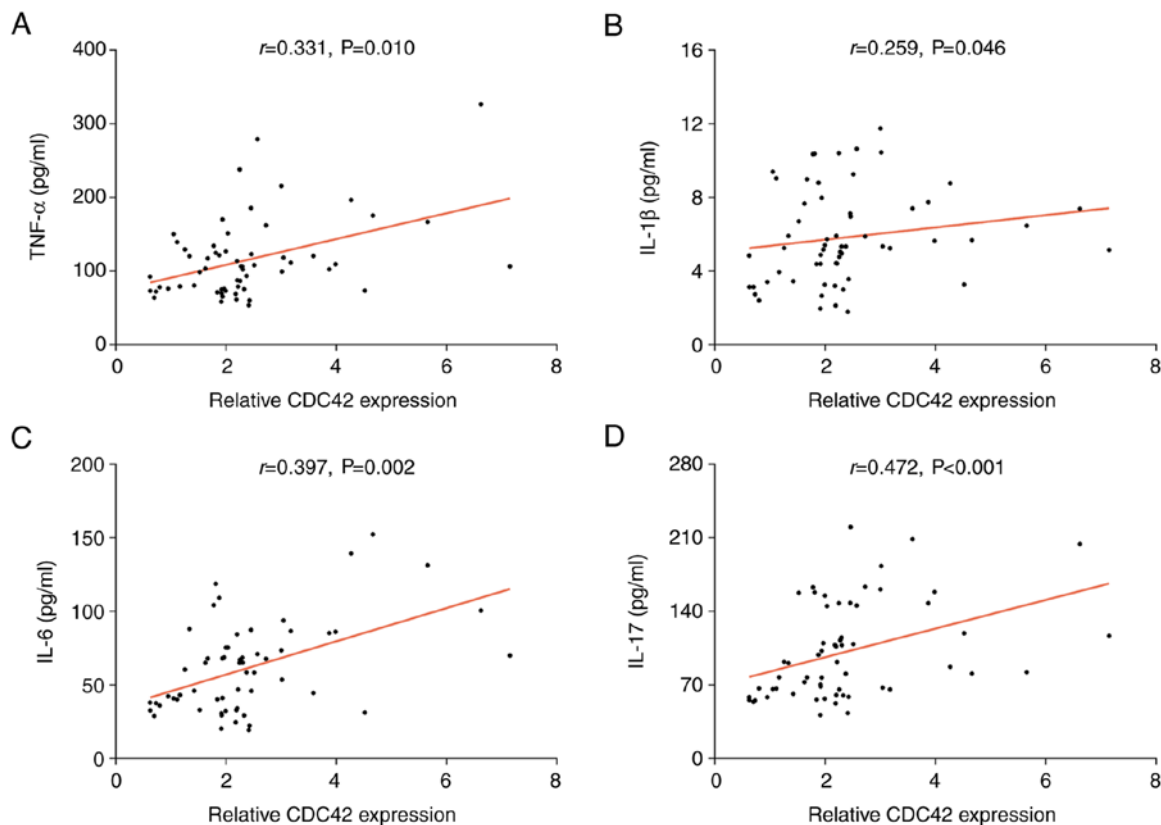 A
r=0.331, P=0.010
TNF-α (pg/ml)
400
300
200
100
0
0 2 4 6 8
Relative CDC42 expression
B
r=0.259, P=0.046
IL-1β (pg/ml)
16
12
8
4
0
0 2 4 6 8
Relative CDC42 expression
C
r=0.397, P=0.002
IL-6 (pg/ml)
200
150
100
50
0
0 2 4 6 8
Relative CDC42 expression
D
r=0.472, P<0.001
IL-17 (pg/ml)
280
210
140
70
0
0 2 4 6 8
Relative CDC42 expression